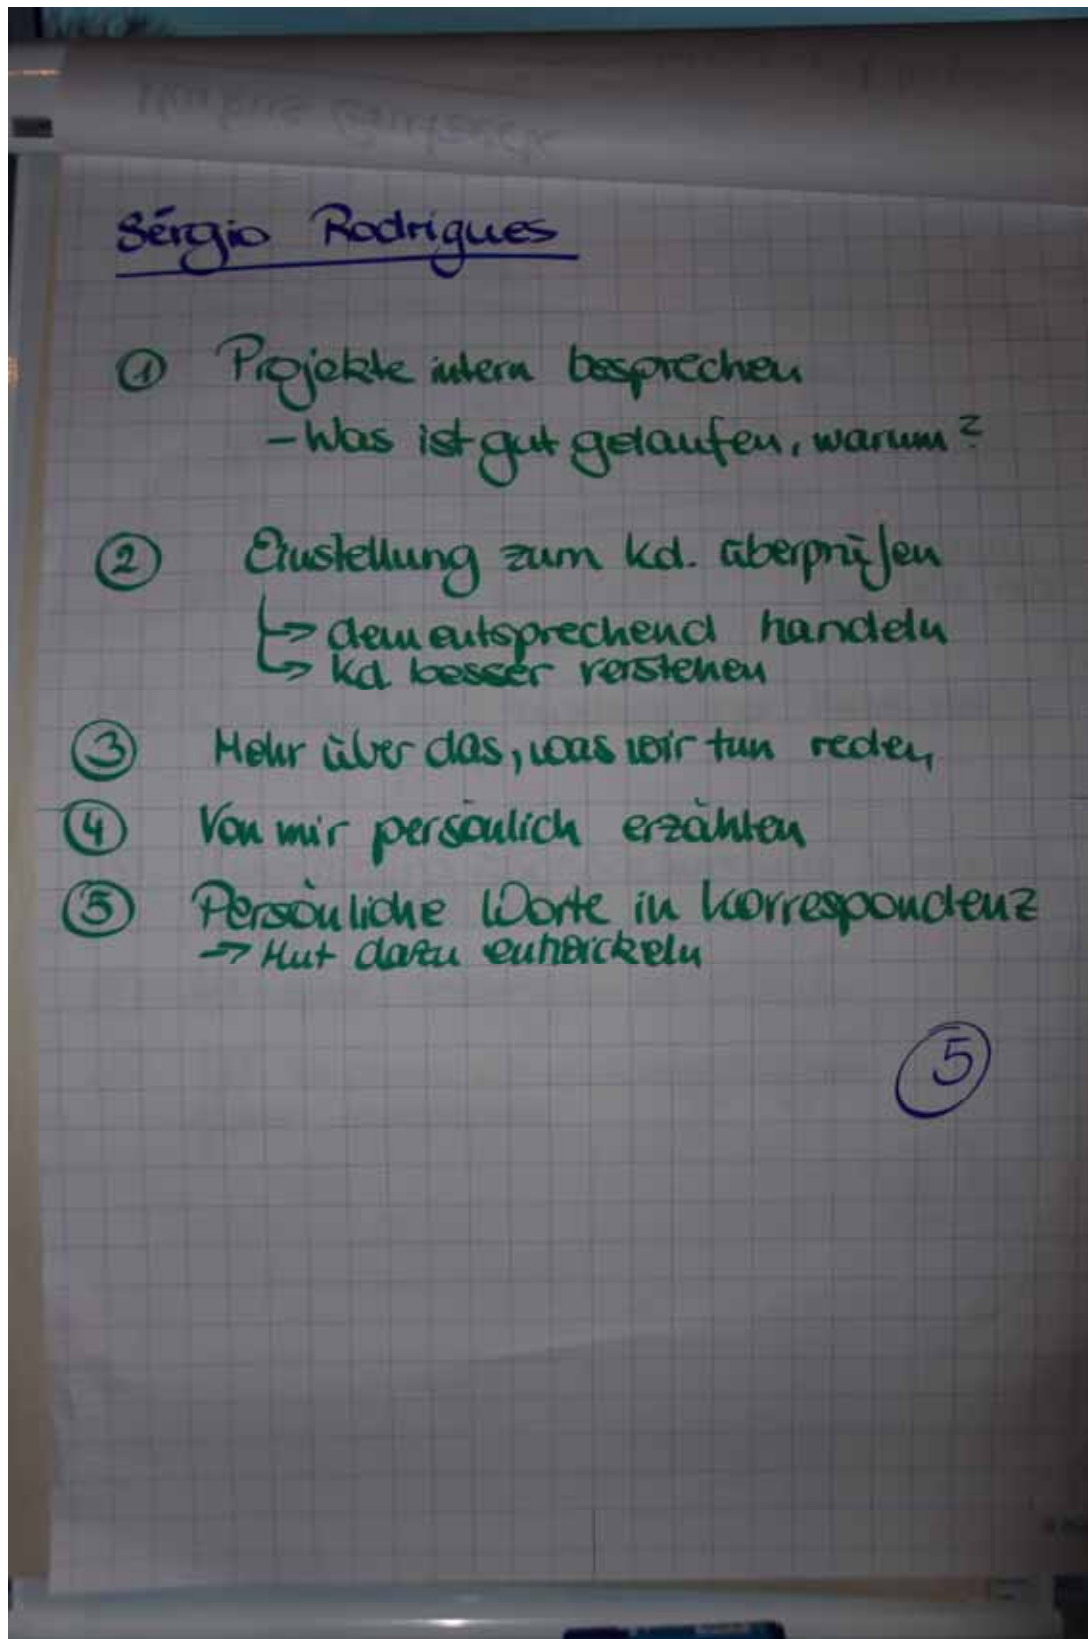 Sérgio Rodrigues
① Projekte intern besprechen
- Was ist gut gelaufen, warum?
② Einstellung zum Kd. überprüfen
↳ dementsprechend handeln
↳ Kd besser verstehen
③ Mehr über das, was wir tun reden,
④ Von mir persönlich erzählen
⑤ Persönliche Worte in Korrespondenz
→ Mut dazu entwickeln
⑤